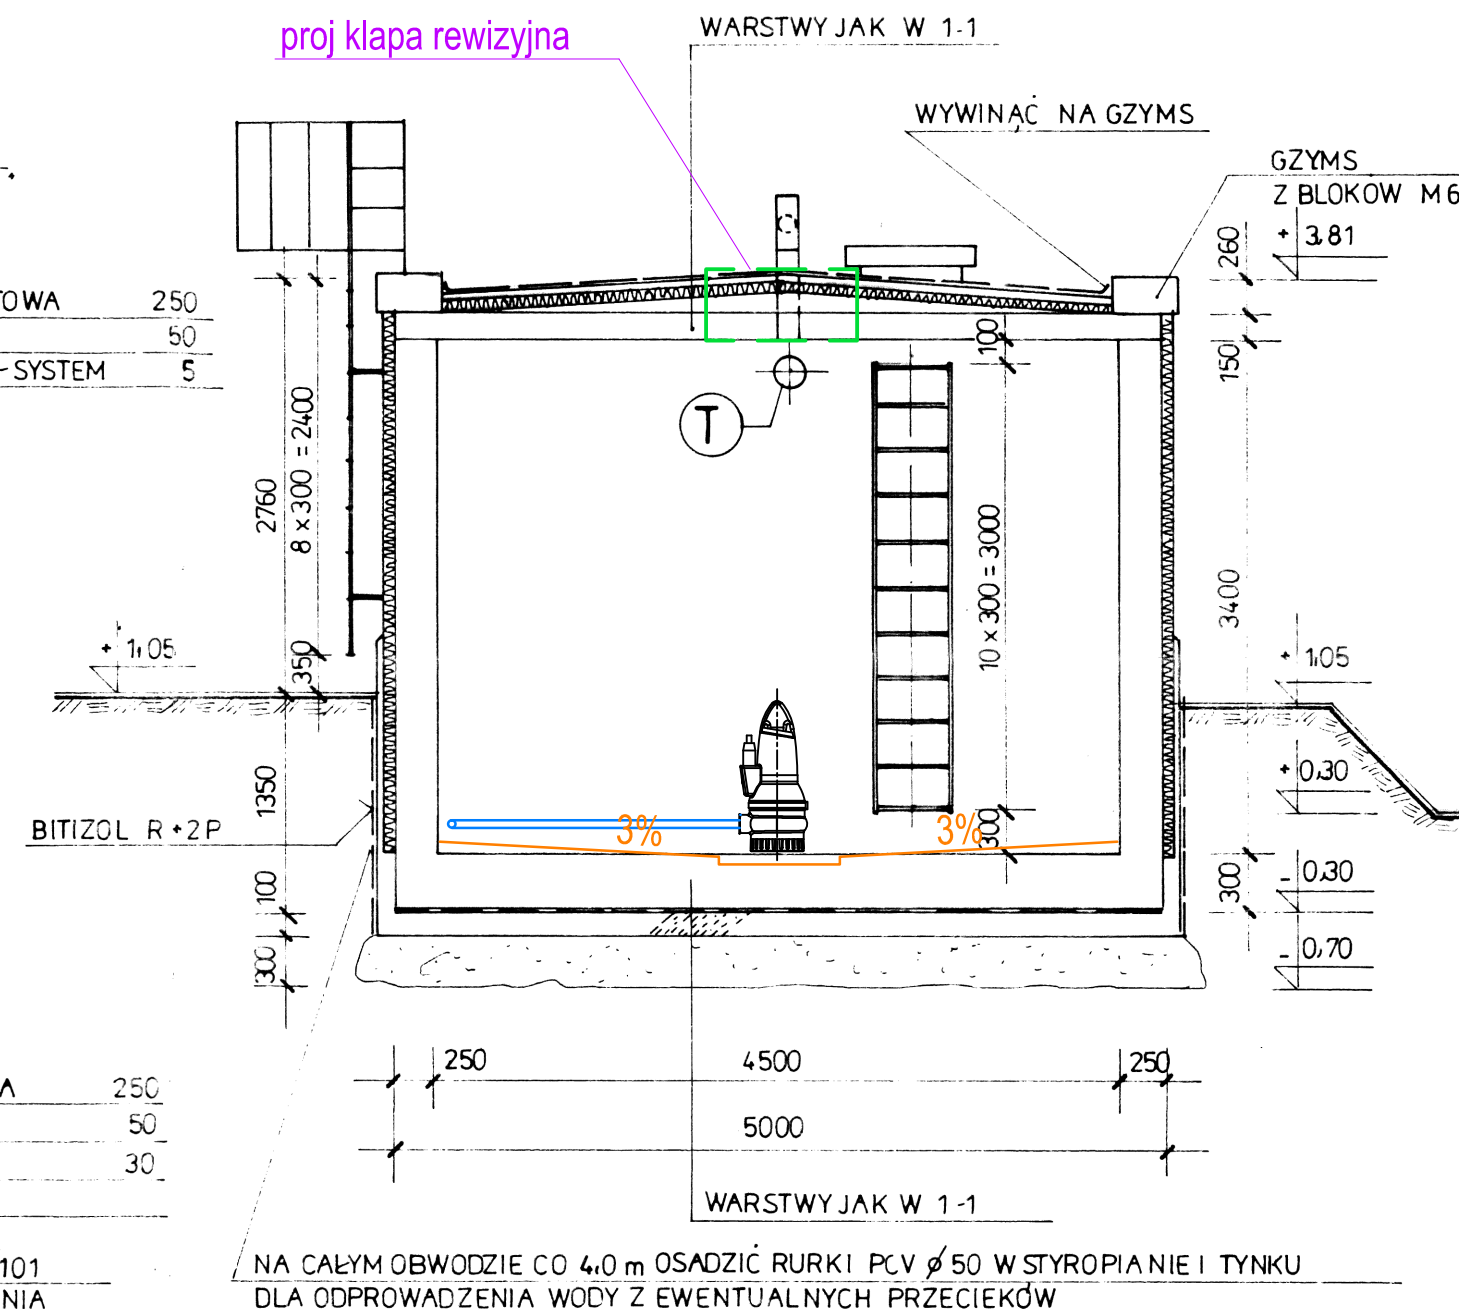 proj klapa rewizyjna
WARSTWY JAK W 1-1
WYWINĄĆ NA GZYMS
GZYMS
Z BLOKÓW M6
+ 3,81
260
TOWA 250
50
-SYSTEM 5
100
150
T
8 x 300 = 2400
2760
10 x 300 = 3000
3400
+ 1,05
350
+ 1,05
+ 0,30
1350
BITIZOL R+2P
3%
3%
300
- 0,30
300
100
- 0,70
300
250
4500
250
5000
A 250
50
30
WARSTWY JAK W 1-1
101
NIA
NA CAŁYM OBWODZIE CO 4,0 m OSADZIĆ RURKI PCV ø 50 W STYROPIANIE I TYNKU
DLA ODPROWADZENIA WODY Z EWENTUALNYCH PRZECIEKÓW